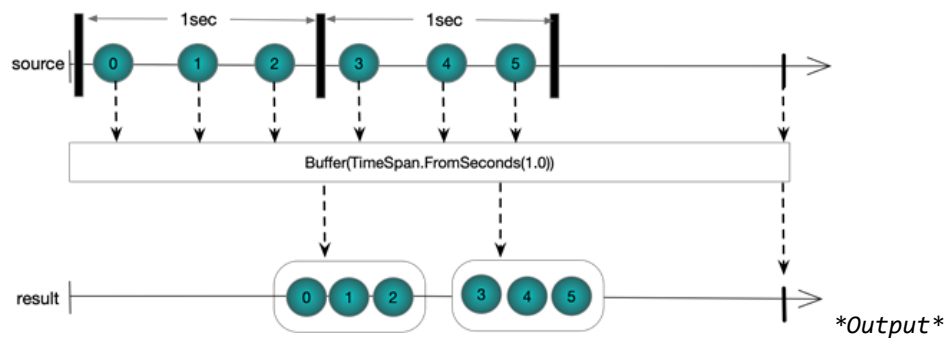 1sec 1sec
source 0 1 2 3 4 5
Buffer(TimeSpan.FromSeconds(1.0))
result 0 1 2 3 4 5
*Output*